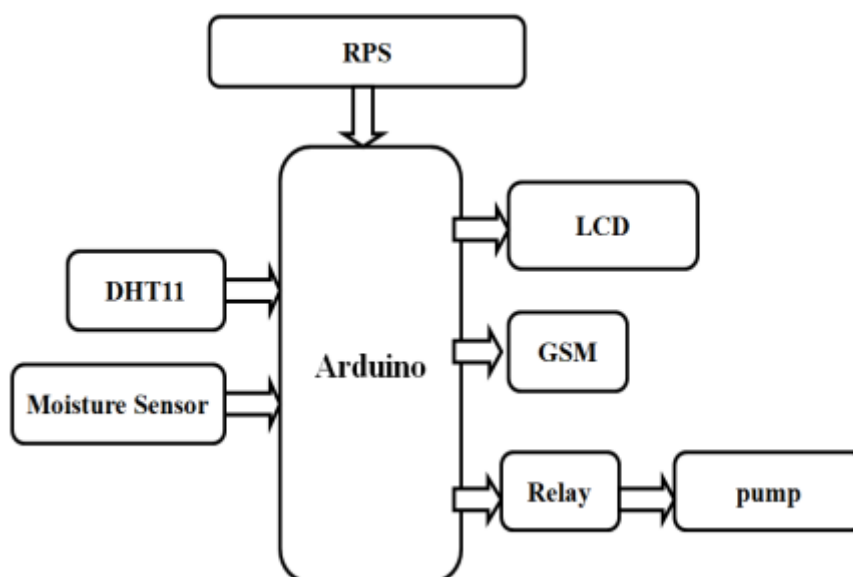 RPS
LCD
DHT11
GSM
Arduino
Moisture Sensor
Relay
pump